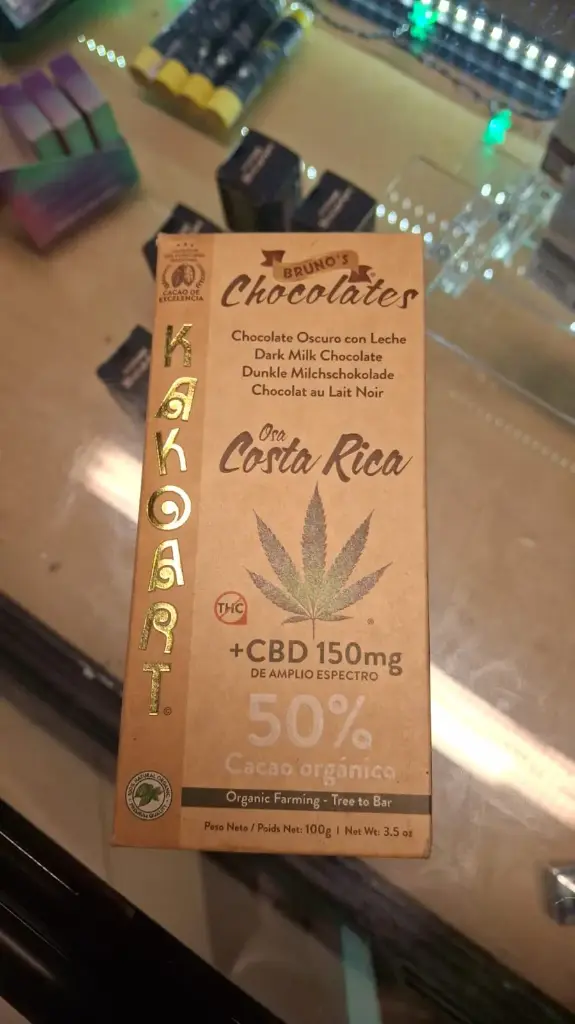 CACAO DE
EXCELENCIA
BRUNO'S
Chocolates
KAKOART
Chocolate Oscuro con Leche
Dark Milk Chocolate
Dunkle Milchschokolade
Chocolat au Lait Noir
Osa
Costa Rica
THC
+CBD 150mg
DE AMPLIO ESPECTRO
50%
Cacao orgánico
Organic Farming - Tree to Bar
Peso Neto / Poids Net: 100g | Net Wt: 3.5 oz